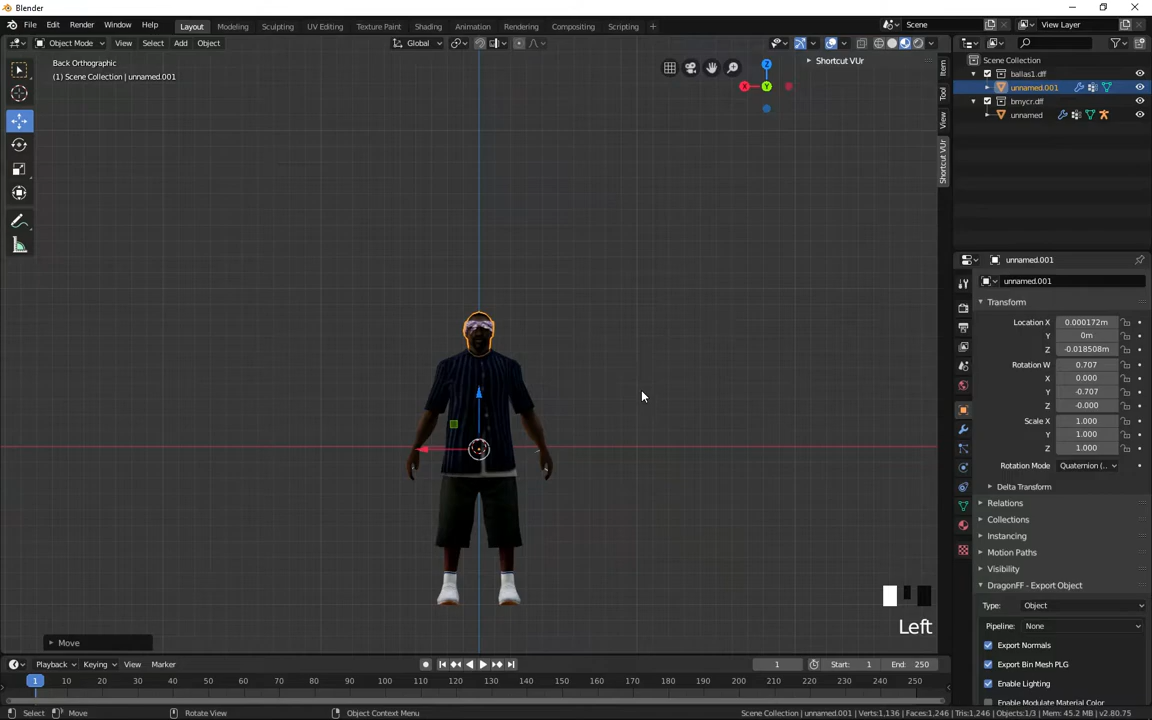 Blender
File Edit Render Window Help Layout Modeling Sculpting UV Editing Texture Paint Shading Animation Rendering Compositing Scripting + Scene View Layer
Object Mode View Select Add Object Global
Back Orthographic
(1) Scene Collection | unnamed.001
Shortcut VUr
Item
Tool
View
Shortcut VUr
Z
X
Y
Scene Collection
ballas1.dff
unnamed.001
bmycr.dff
unnamed
unnamed.001
unnamed.001
Transform
Location X 0.000172m
Y 0m
Z -0.018508m
Rotation W 0.707
X 0.000
Y -0.707
Z -0.000
Scale X 1.000
Y 1.000
Z 1.000
Rotation Mode Quaternion (..
Delta Transform
Relations
Collections
Instancing
Motion Paths
Visibility
DragonFF - Export Object
Type: Object
Pipeline: None
Export Normals
Export Bin Mesh PLG
Enable Lighting
Enable Modulate Material Color
Left
Move
Playback Keying View Marker 1 Start: 1 End: 250
1 10 20 30 40 50 60 70 80 90 100 110 120 130 140 150 160 170 180 190 200 210 220 230 240 250
Select Move Rotate View Object Context Menu Scene Collection | unnamed.001 | Verts:1,136 | Faces:1,246 | Tris:1,246 | Objects:1/3 | Mem: 45.2 MB | v2.80.75